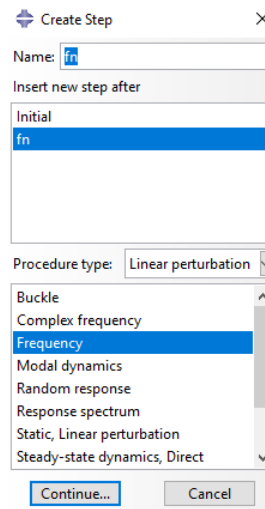 Create Step
Name: fn
Insert new step after
Initial
fn
Procedure type: Linear perturbation
Buckle
Complex frequency
Frequency
Modal dynamics
Random response
Response spectrum
Static, Linear perturbation
Steady-state dynamics, Direct
Continue... Cancel